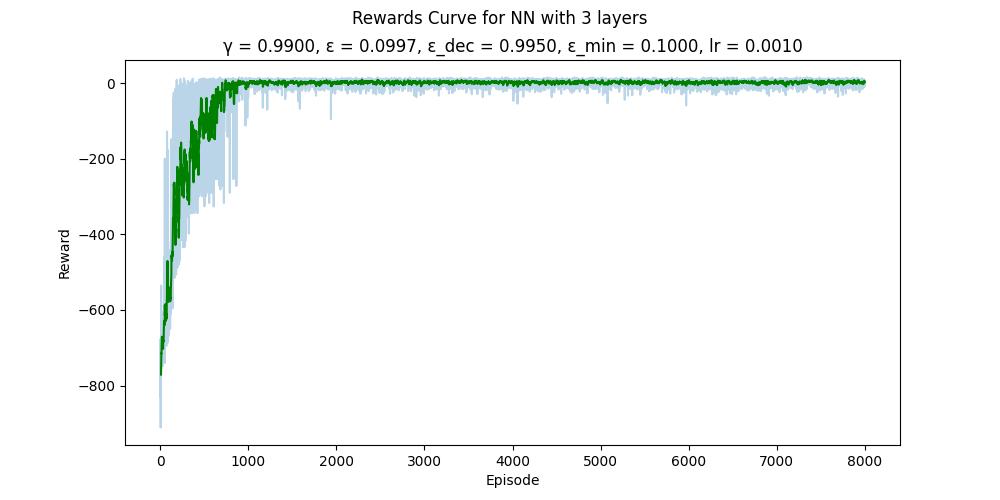 Rewards Curve for NN with 3 layers
γ = 0.9900, ε = 0.0997, ε_dec = 0.9950, ε_min = 0.1000, lr = 0.0010
0
−200
−400
−600
−800
Reward
0 1000 2000 3000 4000 5000 6000 7000 8000
Episode